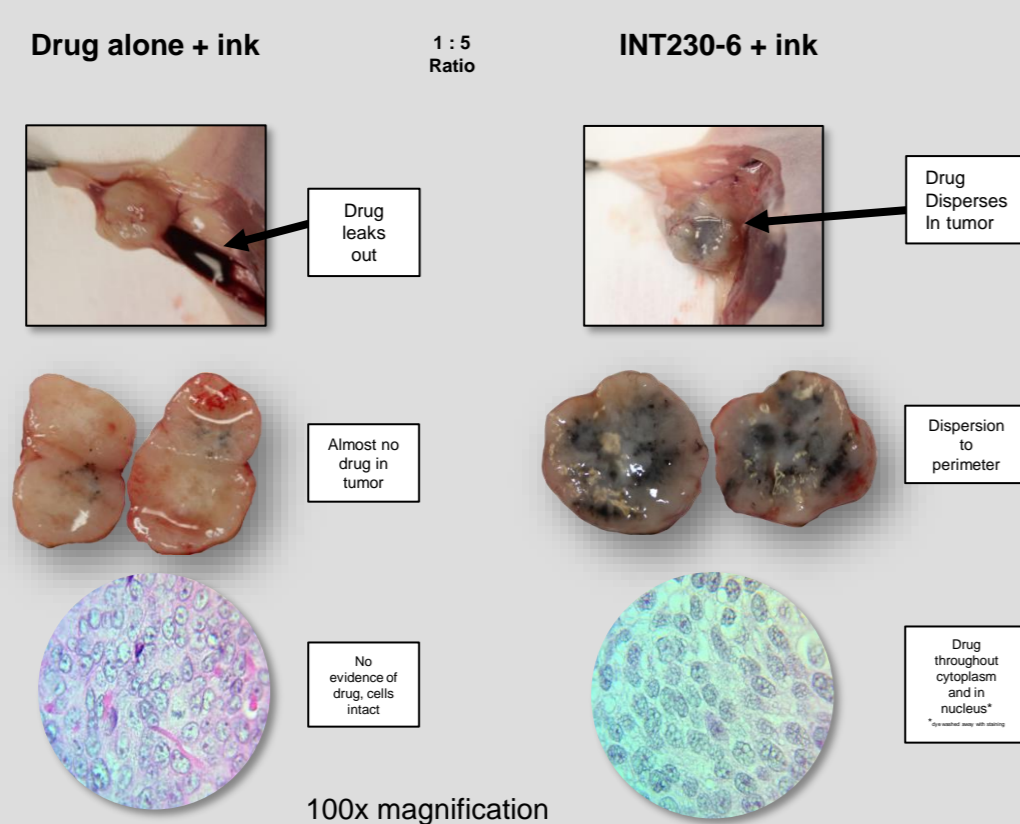 Drug alone + ink
1 : 5
Ratio
INT230-6 + ink
Drug
leaks
out
Drug
Disperses
In tumor
Almost no
drug in
tumor
Dispersion
to
perimeter
No
evidence of
drug, cells
intact
Drug
throughout
cytoplasm
and in
nucleus*
*dye washed away with staining
100x magnification